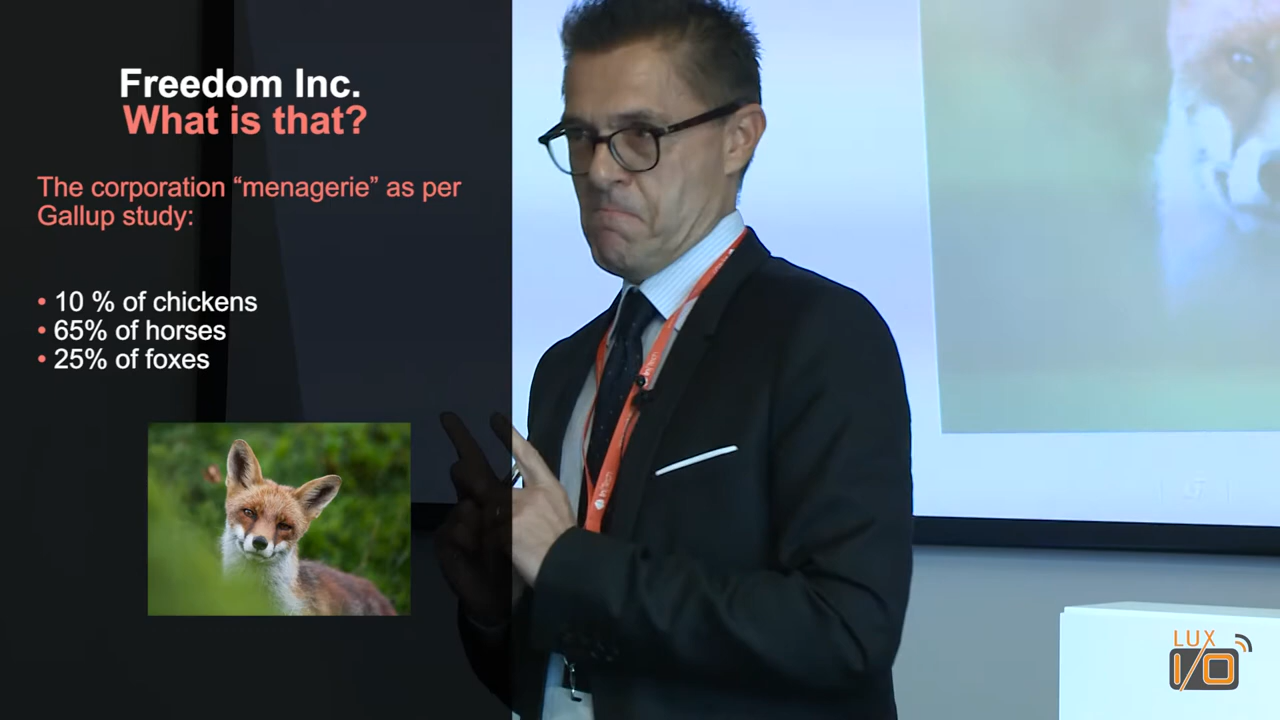 Freedom Inc.
What is that?
The corporation “menagerie” as per
Gallup study:
• 10 % of chickens
• 65% of horses
• 25% of foxes
LUX
I/O